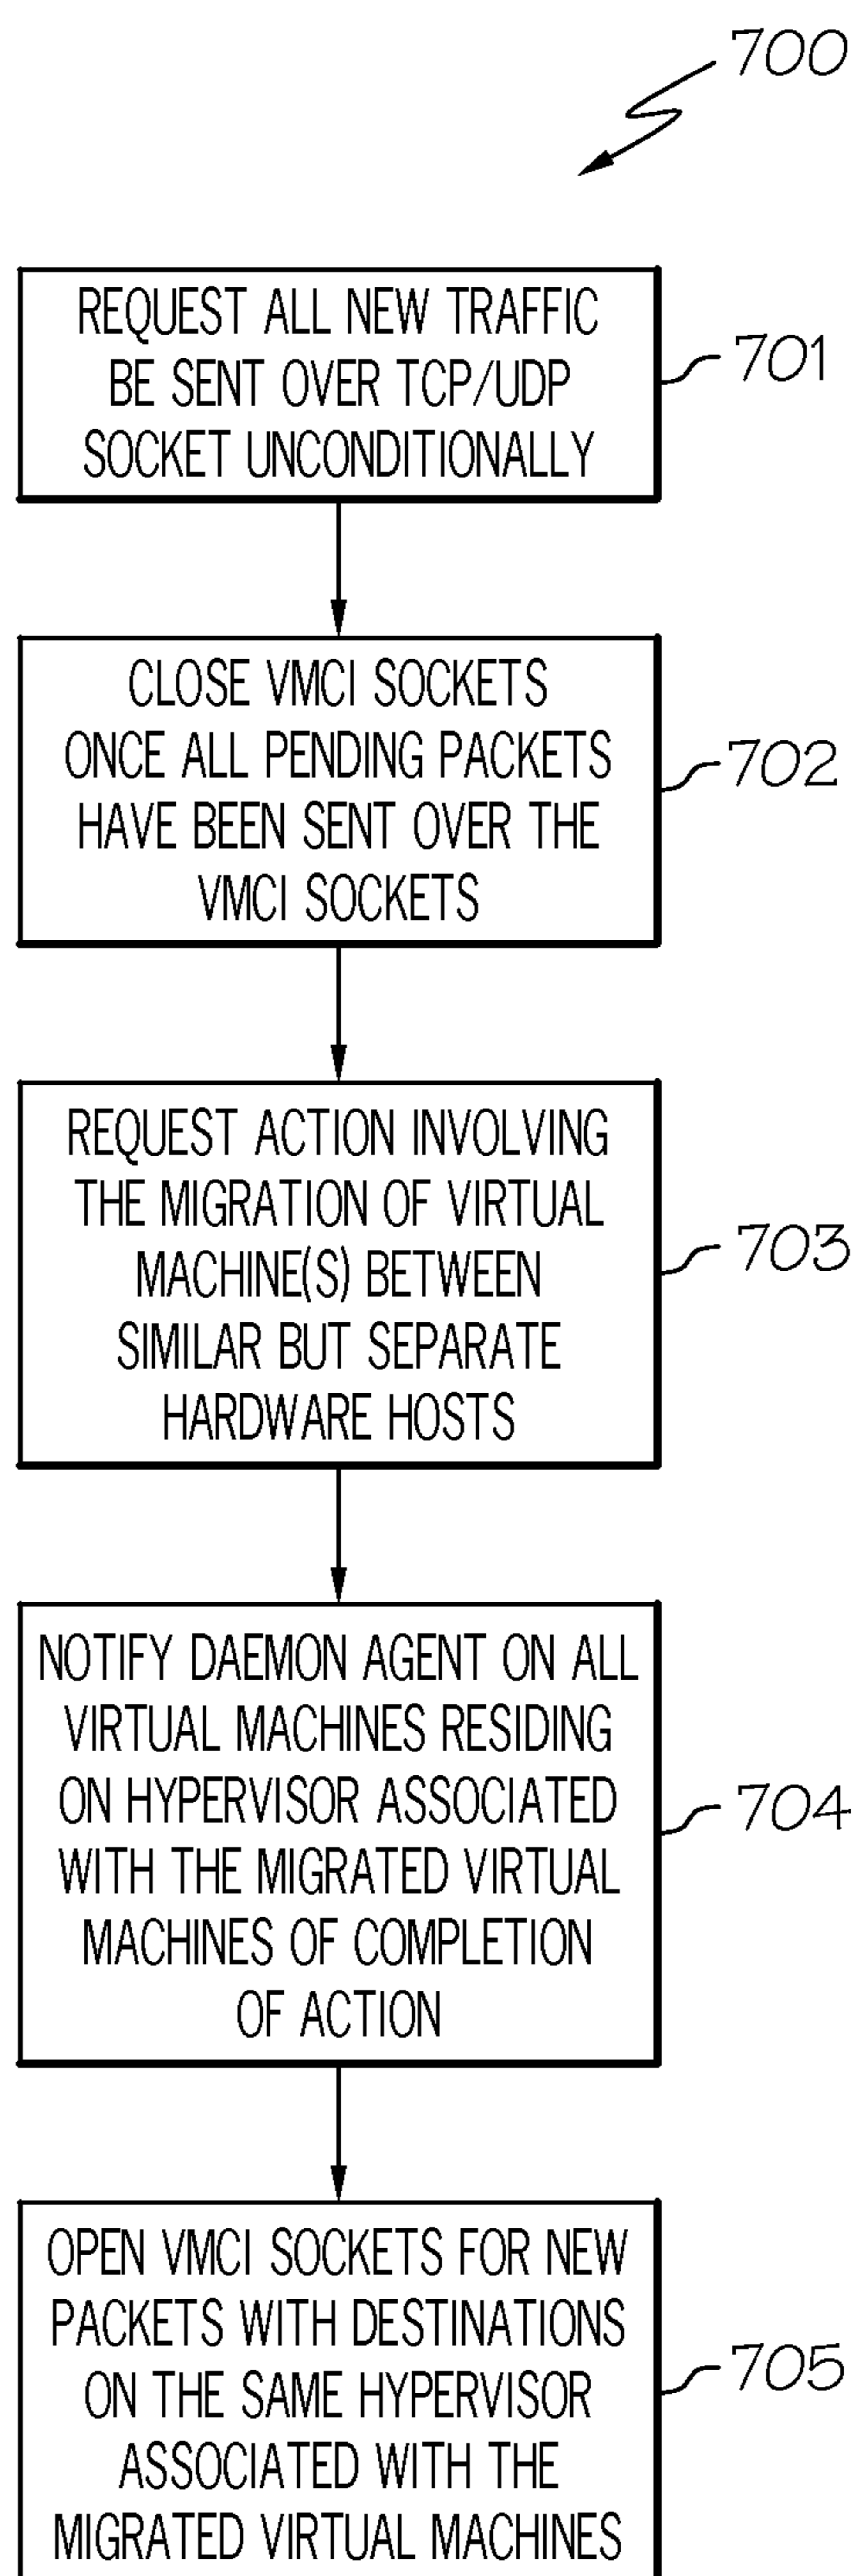 700
REQUEST ALL NEW TRAFFIC
BE SENT OVER TCP/UDP
SOCKET UNCONDITIONALLY
701
CLOSE VMCI SOCKETS
ONCE ALL PENDING PACKETS
HAVE BEEN SENT OVER THE
VMCI SOCKETS
702
REQUEST ACTION INVOLVING
THE MIGRATION OF VIRTUAL
MACHINE(S) BETWEEN
SIMILAR BUT SEPARATE
HARDWARE HOSTS
703
NOTIFY DAEMON AGENT ON ALL
VIRTUAL MACHINES RESIDING
ON HYPERVISOR ASSOCIATED
WITH THE MIGRATED VIRTUAL
MACHINES OF COMPLETION
OF ACTION
704
OPEN VMCI SOCKETS FOR NEW
PACKETS WITH DESTINATIONS
ON THE SAME HYPERVISOR
ASSOCIATED WITH THE
MIGRATED VIRTUAL MACHINES
705